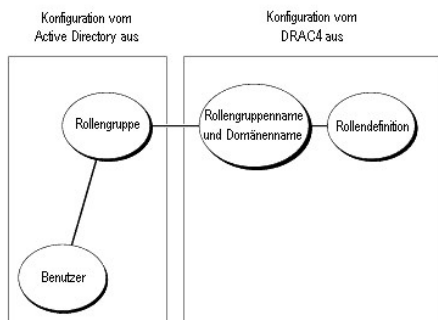 Konfiguration vom
Active Directory aus
Konfiguration vom
DRAC4 aus
Rollengruppe
Rollengruppenname
und Domänenname
Rollendefinition
Benutzer